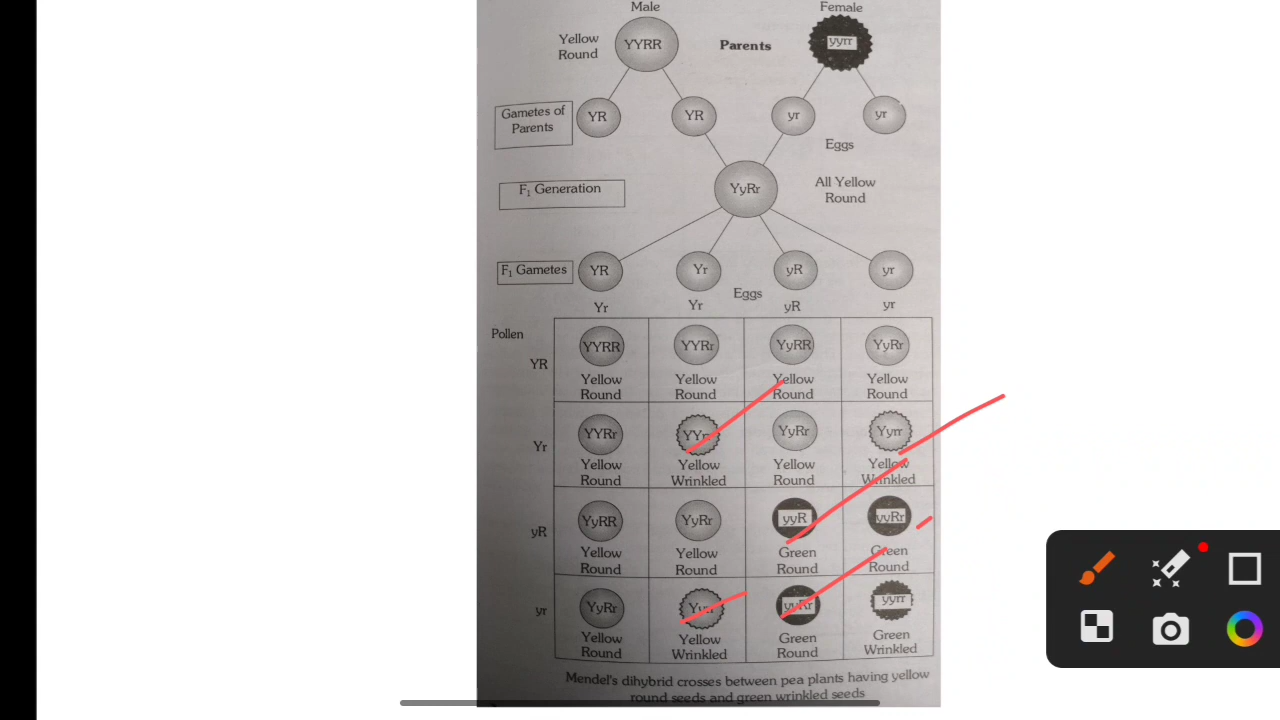 Male
Female
Yellow
Round
YYRR
Parents
yyrr
Gametes of
Parents
YR
YR
yr
yr
Eggs
F₁ Generation
YyRr
All Yellow
Round
F₁ Gametes
YR
Yr
yR
yr
Eggs
Yr
Yr
yR
yr
Pollen
YR
YYRR
YYRr
YyRR
YyRr
Yellow
Round
Yellow
Round
Yellow
Round
Yellow
Round
Yr
YYRr
YYrr
YyRr
Yyrr
Yellow
Round
Yellow
Wrinkled
Yellow
Round
Yellow
Wrinkled
yR
YyRR
YyRr
yyR
yyRr
Yellow
Round
Yellow
Round
Green
Round
Green
Round
yr
YyRr
Yyrr
yyRr
yyrr
Yellow
Round
Yellow
Wrinkled
Green
Round
Green
Wrinkled
Mendel's dihybrid crosses between pea plants having yellow
round seeds and green wrinkled seeds